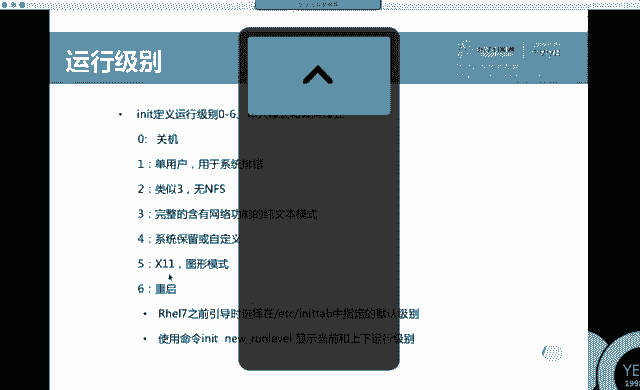 运行级别
• init定义运行级别0-6,
0: 关机
1:单用户,用于系统排错
2:类似3,无NFS
3:完整的含有网络功能的纯文本模式
4:系统保留或自定义
5:X11,图形模式
6:重启
• Rhel7之前引导时选择在/etc/inittab中指定的默认级别
• 使用命令init new_runlevel 显示当前和上下运行级别
YE
199